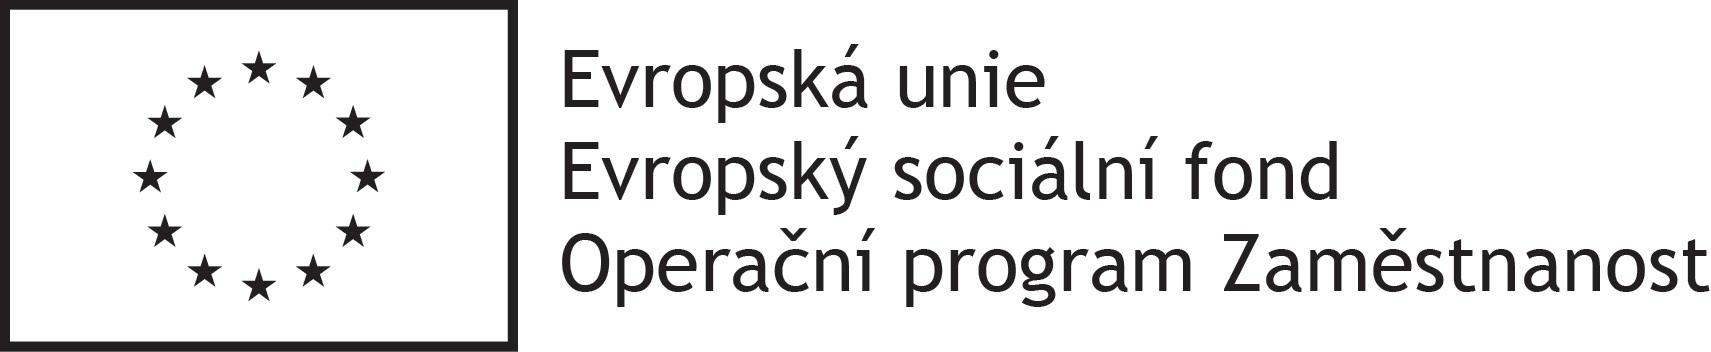 Evropská unie
Evropský sociální fond
Operační program Zaměstnanost